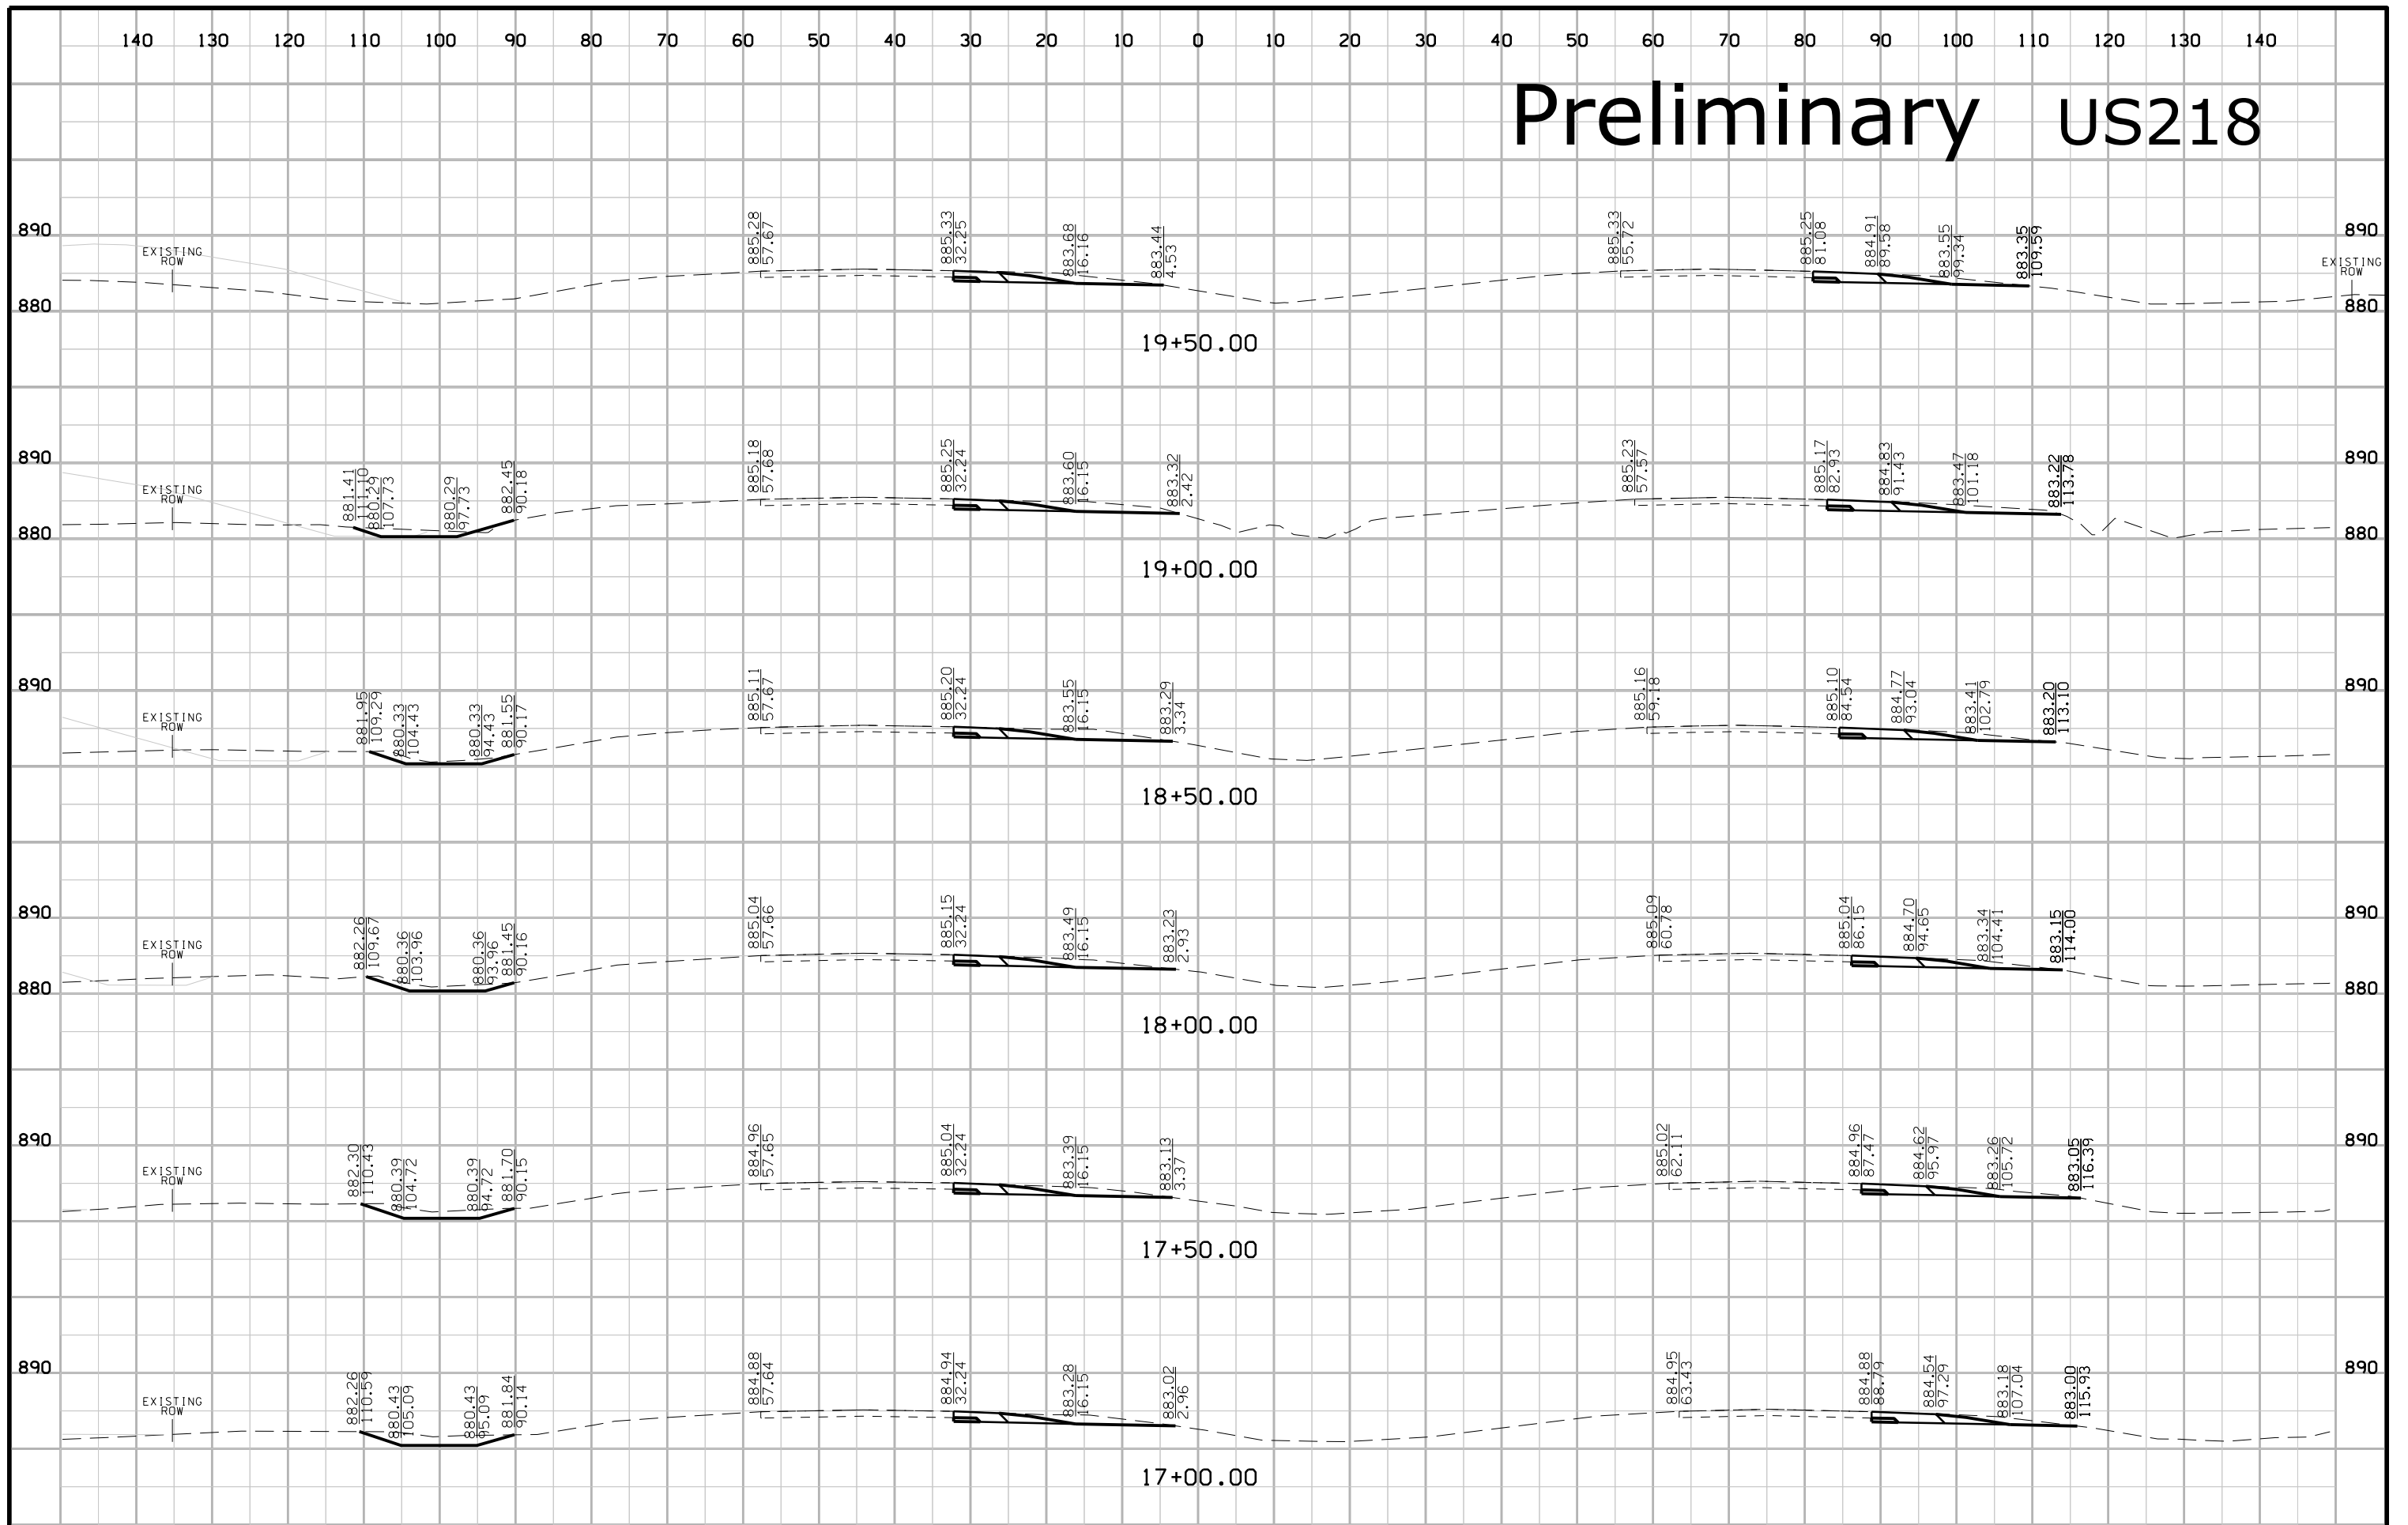 140 130 120 110 100 90 80 70 60 50 40 30 20 10 0 10 20 30 40 50 60 70 80 90 100 110 120 130 140
Preliminary US218
885.28 885.33 883.68 883.44 885.33 885.25 884.91 883.55 883.35
57.67 32.25 16.16 4.53 55.72 81.08 89.58 99.34 109.59
890 890
EXISTING
ROW
EXISTING
ROW
880 880
19+50.00
881.41 880.29 880.29 882.45 885.18 885.25 883.60 883.32 885.23 885.17 884.83 883.47 883.22
111.10 107.73 97.73 90.18 57.68 32.24 16.15 2.42 57.57 82.93 91.43 101.18 113.78
890 890
EXISTING
ROW
880 880
19+00.00
881.95 880.33 880.33 881.55 885.11 885.20 883.55 883.29 885.16 885.10 884.77 883.41 883.20
109.29 104.43 94.43 90.17 57.67 32.24 16.15 3.34 59.18 84.54 93.04 102.79 113.10
890 890
EXISTING
ROW
18+50.00
882.26 880.36 880.36 881.45 885.04 885.15 883.49 883.23 885.09 885.04 884.70 883.34 883.15
109.67 103.96 93.96 90.16 57.66 32.24 16.15 2.93 60.78 86.15 94.65 104.41 114.00
890 890
EXISTING
ROW
880 880
18+00.00
882.30 880.39 880.39 881.70 884.96 885.04 883.39 883.13 885.02 884.96 884.62 883.26 883.05
110.43 104.72 94.72 90.15 57.65 32.24 16.15 3.37 62.11 87.47 95.97 105.72 116.39
890 890
EXISTING
ROW
17+50.00
882.26 880.43 880.43 881.84 884.88 884.94 883.28 883.02 884.95 884.88 884.54 883.18 883.00
110.59 105.09 95.09 90.14 57.64 32.24 16.15 2.96 63.43 88.79 97.29 107.04 115.93
890 890
EXISTING
ROW
17+00.00